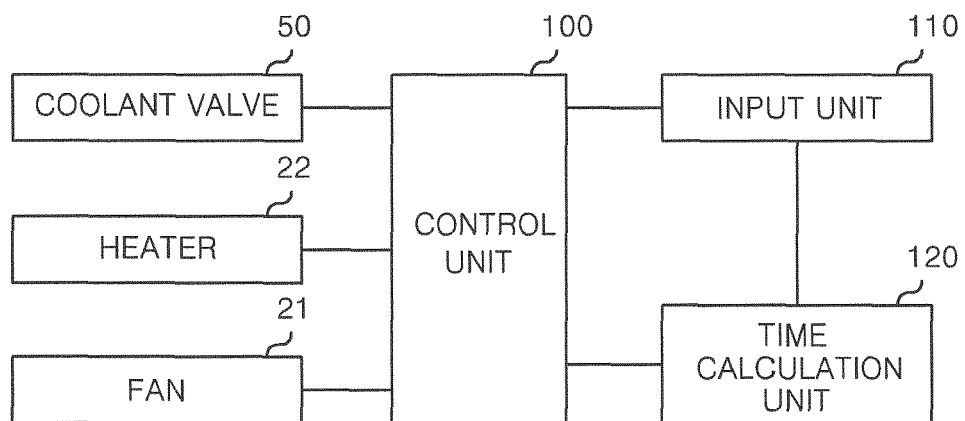 50
COOLANT VALVE
100
CONTROL
UNIT
110
INPUT UNIT
22
HEATER
120
TIME
CALCULATION
UNIT
21
FAN